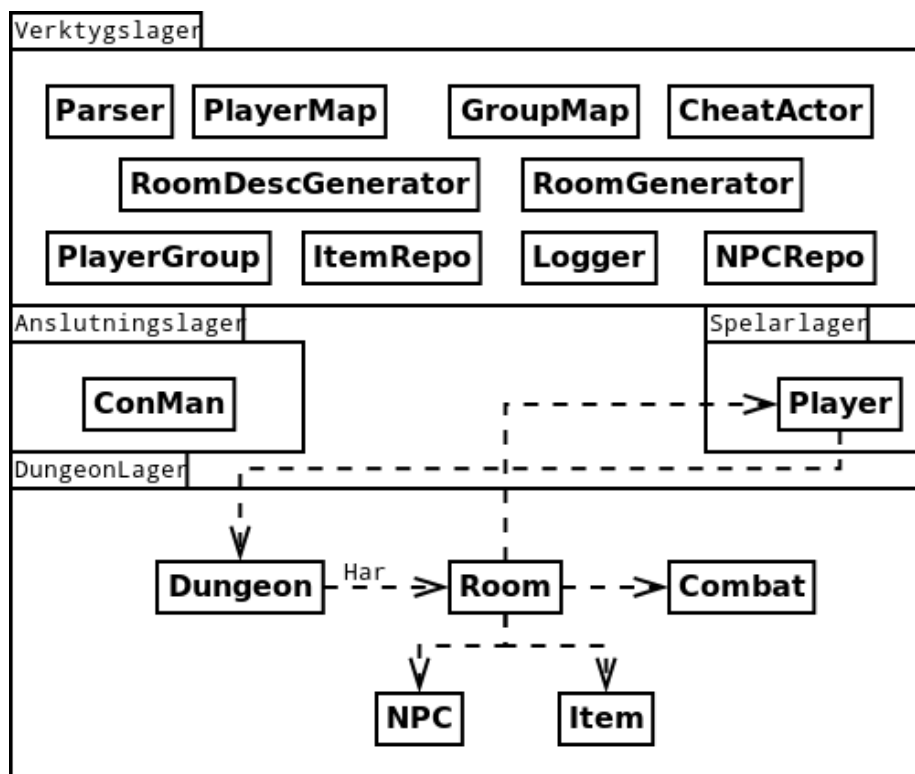 Verktygslager
Parser PlayerMap GroupMap CheatActor
RoomDescGenerator RoomGenerator
PlayerGroup ItemRepo Logger NPCRepo
Anslutningslager Spelarlager
ConMan Player
DungeonLager
Har
Dungeon Room Combat
NPC Item